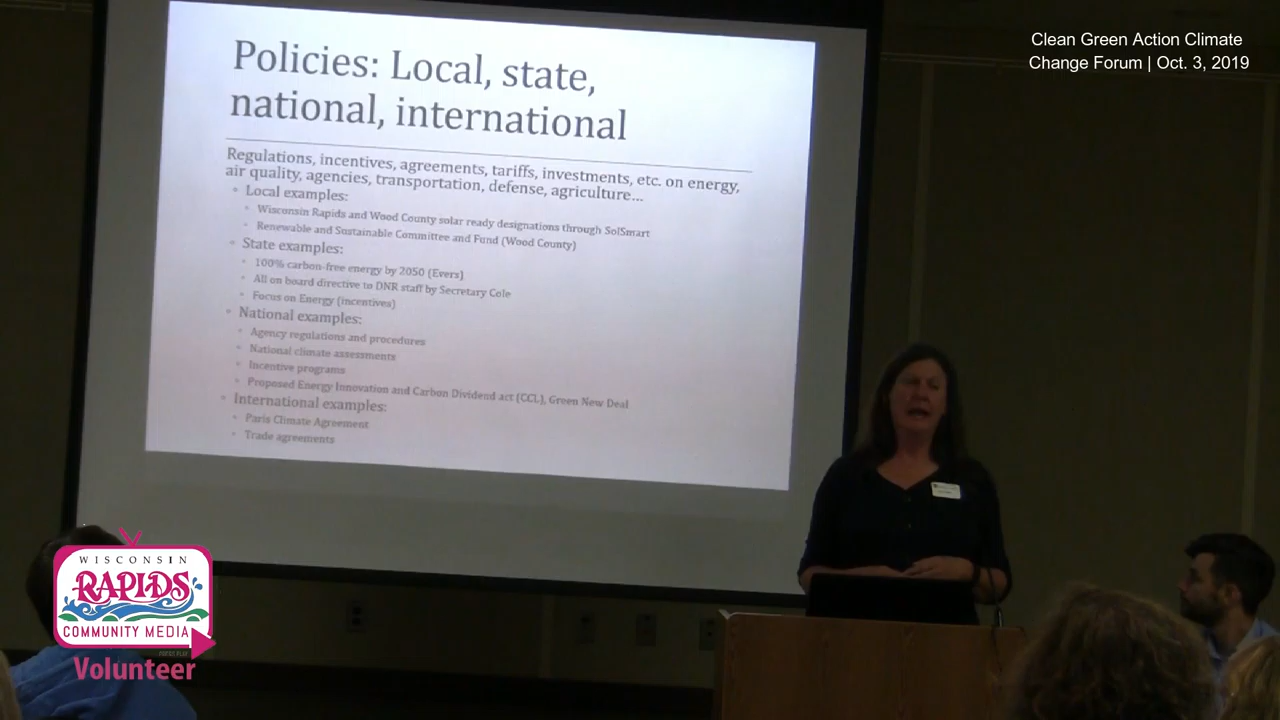 Clean Green Action Climate
Change Forum | Oct. 3, 2019
Policies: Local, state,
national, international
Regulations, incentives, agreements, tariffs, investments, etc. on energy,
air quality, agencies, transportation, defense, agriculture...
• Local examples:
• Wisconsin Rapids and Wood County solar ready designations through SolSmart
• Renewable and Sustainable Committee and Fund (Wood County)
• State examples:
• 100% carbon-free energy by 2050 (Evers)
• All on board directive to DNR staff by Secretary Cole
• Focus on Energy (incentives)
• National examples:
• Agency regulations and procedures
• National climate assessments
• Incentive programs
• Proposed Energy Innovation and Carbon Dividend act (CCL), Green New Deal
• International examples:
• Paris Climate Agreement
• Trade agreements
WISCONSIN
RAPIDS
COMMUNITY MEDIA
Volunteer